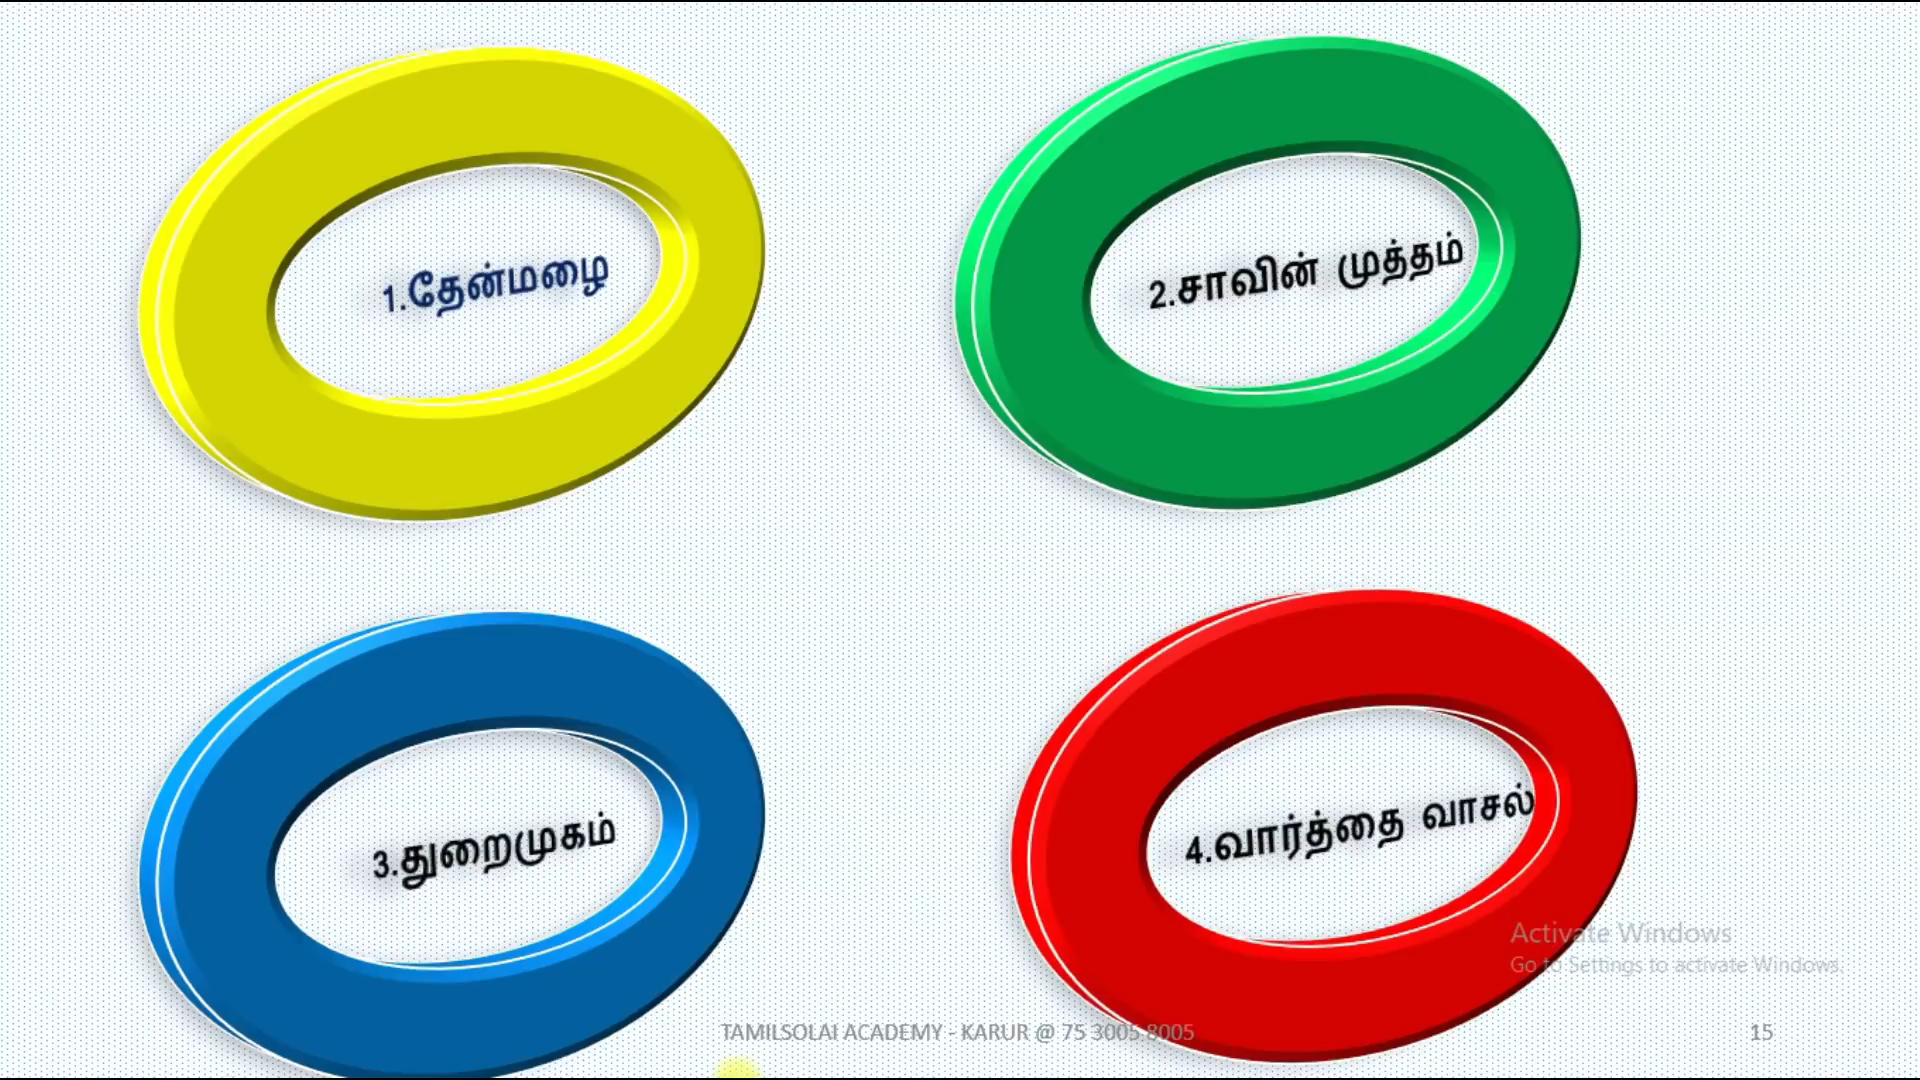 1.தேன்மழை
2.சாவின் முத்தம்
3.துறைமுகம்
4.வார்த்தை வாசல்
Activate Windows
Go to Settings to activate Windows.
TAMILSOLAI ACADEMY - KARUR @ 75 3005 8005
15